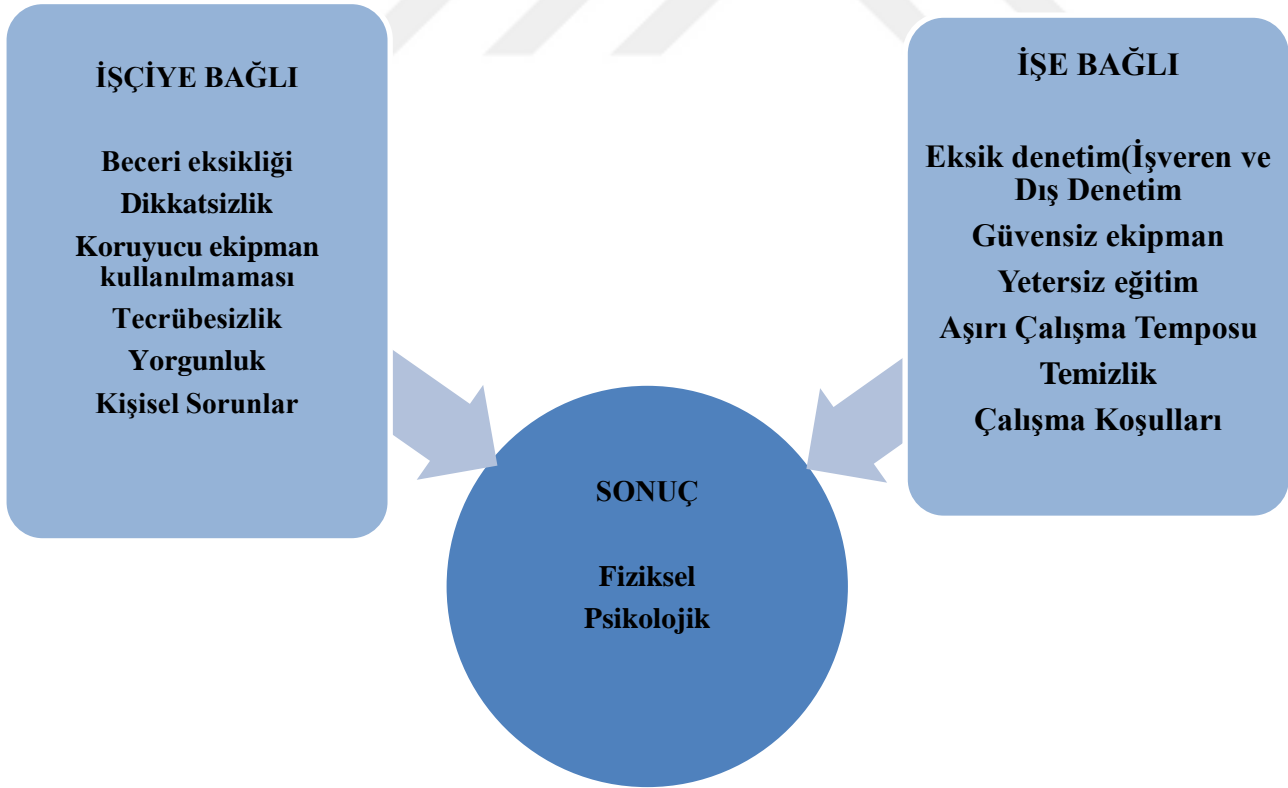 İŞÇİYE BAĞLI
Beceri eksikliği
Dikkatsizlik
Koruyucu ekipman
kullanılmaması
Tecrübesizlik
Yorgunluk
Kişisel Sorunlar
İŞE BAĞLI
Eksik denetim(İşveren ve
Dış Denetim
Güvensiz ekipman
Yetersiz eğitim
Aşırı Çalışma Temposu
Temizlik
Çalışma Koşulları
SONUÇ
Fiziksel
Psikolojik